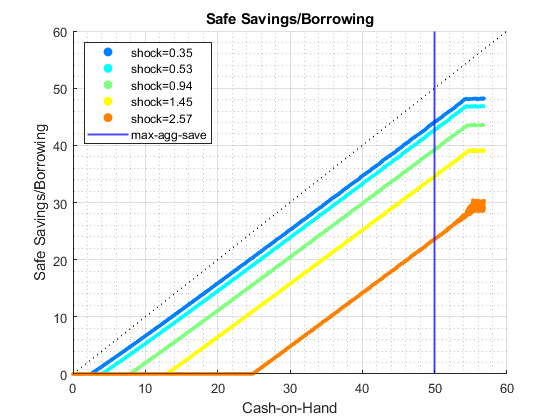 Safe Savings/Borrowing
60
50
40
30
20
10
0
Safe Savings/Borrowing
shock=0.35
shock=0.53
shock=0.94
shock=1.45
shock=2.57
max-agg-save
0 10 20 30 40 50 60
Cash-on-Hand